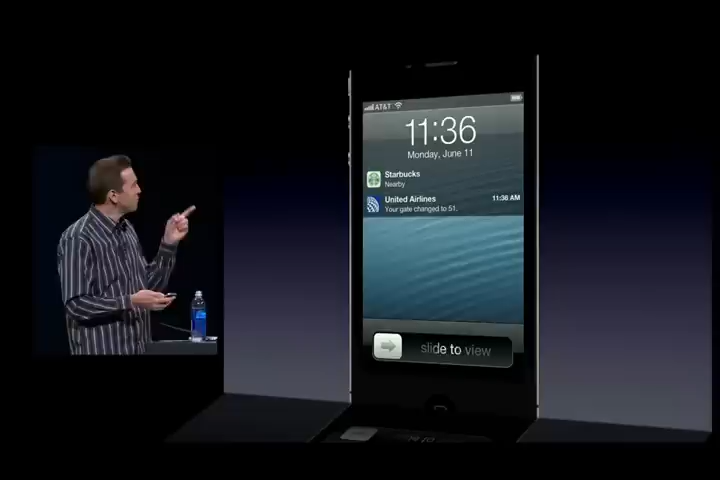 AT&T
11:36
Monday, June 11
Starbucks
Nearby
United Airlines 11:36 AM
Your gate changed to 51.
slide to view